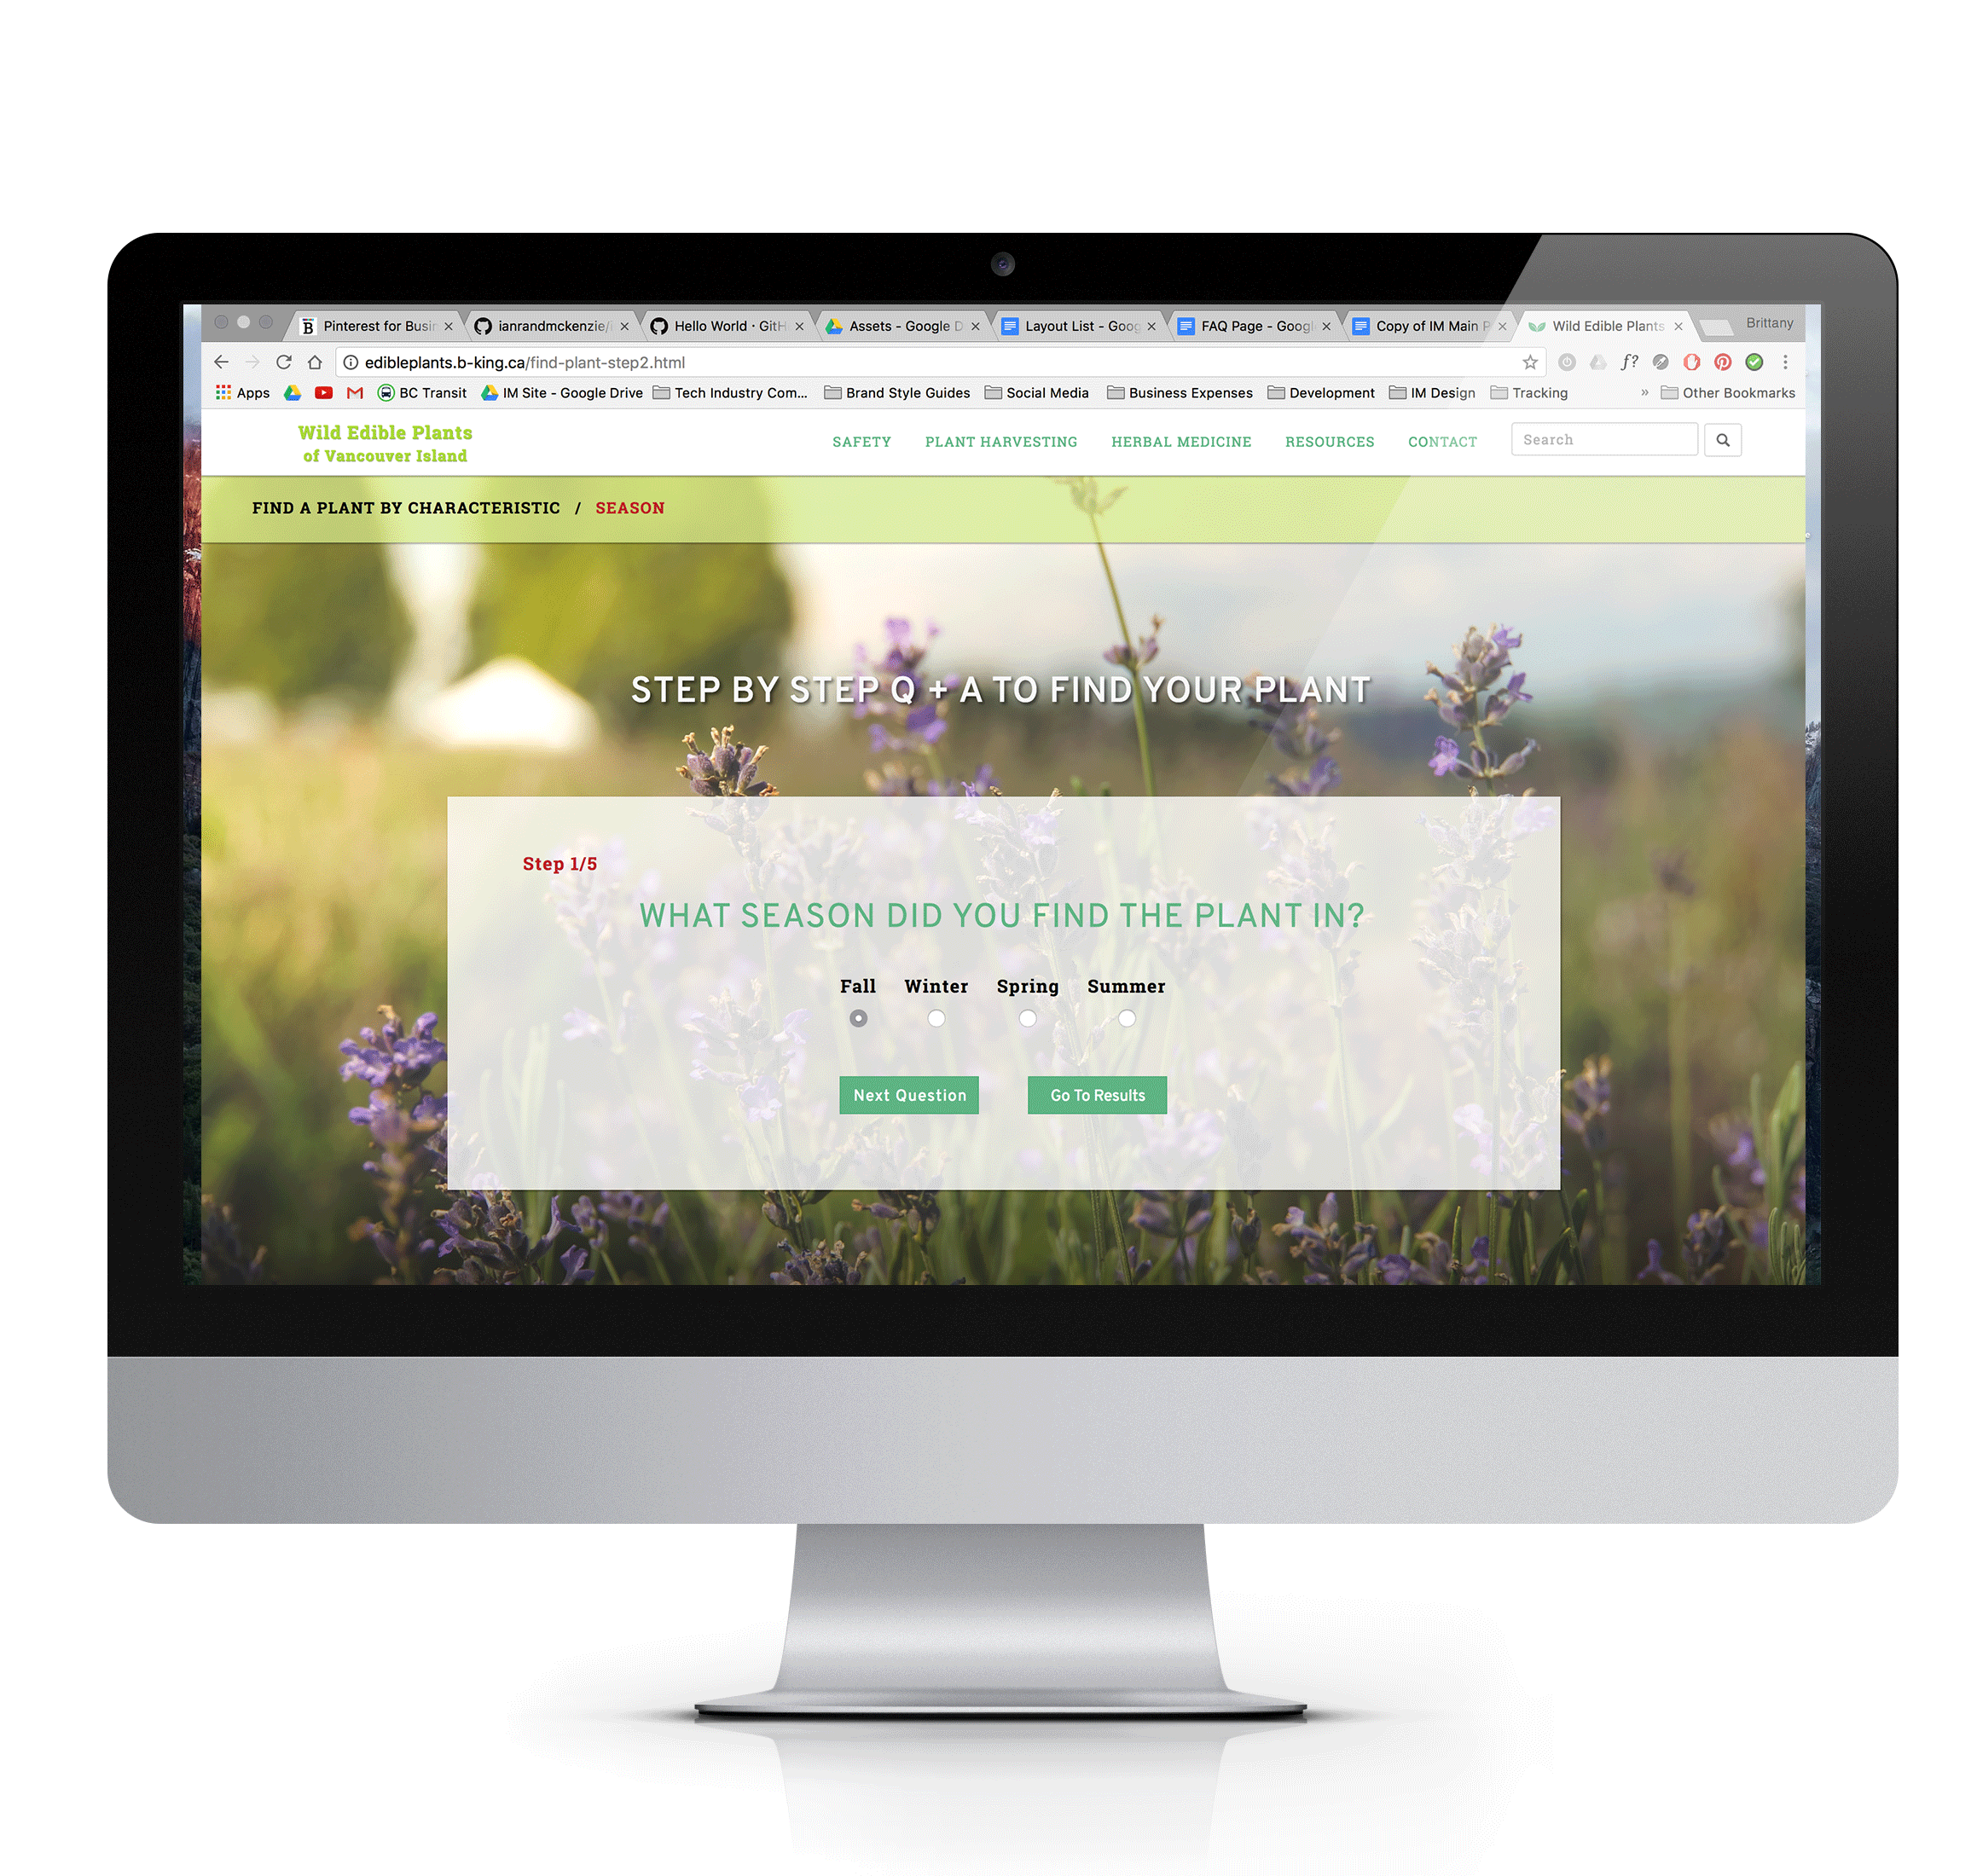 Pinterest for Busin
ianrandmckenzie/
Hello World · GitH
Assets - Google D
Layout List - Goog
FAQ Page - Googl
Copy of IM Main P
Wild Edible Plants
Brittany
edibleplants.b-king.ca/find-plant-step2.html
f?
Apps
BC Transit
IM Site - Google Drive
Tech Industry Com...
Brand Style Guides
Social Media
Business Expenses
Development
IM Design
Tracking
»
Other Bookmarks
Wild Edible Plants
of Vancouver Island
SAFETY
PLANT HARVESTING
HERBAL MEDICINE
RESOURCES
CONTACT
Search
FIND A PLANT BY CHARACTERISTIC / SEASON
STEP BY STEP Q + A TO FIND YOUR PLANT
Step 1/5
WHAT SEASON DID YOU FIND THE PLANT IN?
Fall Winter Spring Summer
Next Question
Go To Results